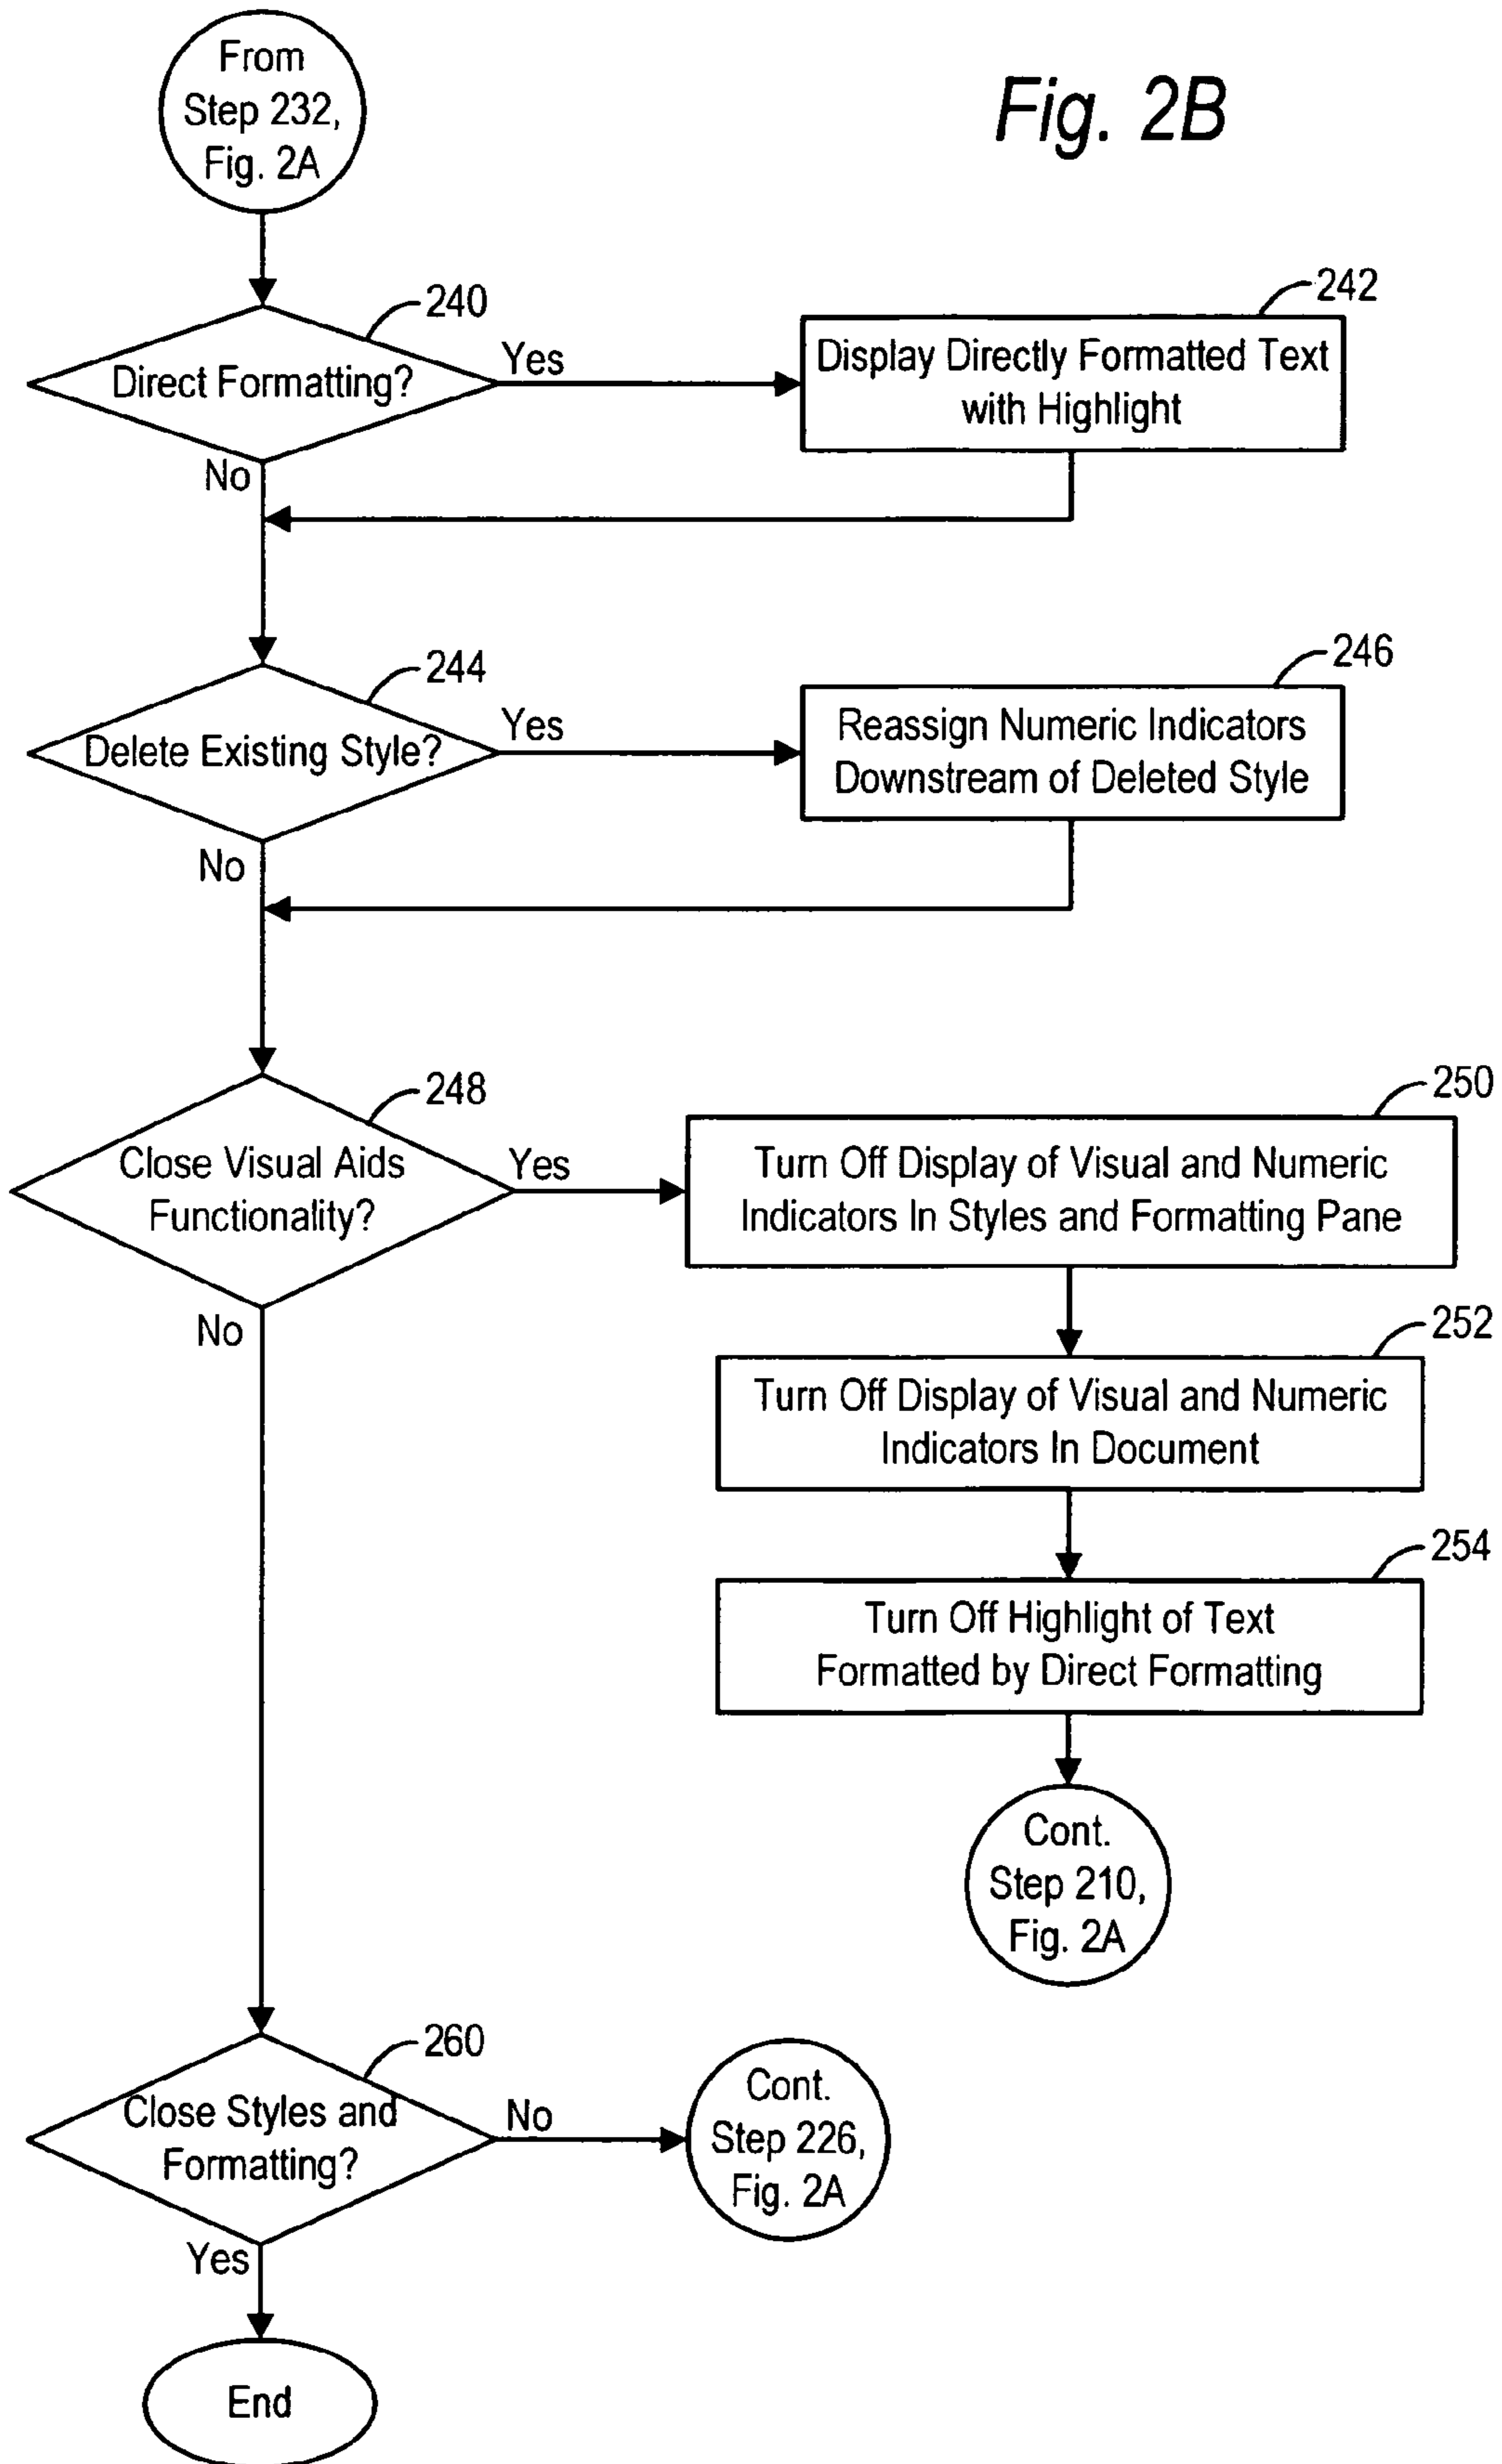 From
Step 232,
Fig. 2A
Fig. 2B
240
Direct Formatting?
Yes
242
Display Directly Formatted Text
with Highlight
No
244
Delete Existing Style?
Yes
246
Reassign Numeric Indicators
Downstream of Deleted Style
No
248
Close Visual Aids
Functionality?
Yes
250
Turn Off Display of Visual and Numeric
Indicators In Styles and Formatting Pane
No
252
Turn Off Display of Visual and Numeric
Indicators In Document
254
Turn Off Highlight of Text
Formatted by Direct Formatting
Cont.
Step 210,
Fig. 2A
260
Close Styles and
Formatting?
No
Cont.
Step 226,
Fig. 2A
Yes
End